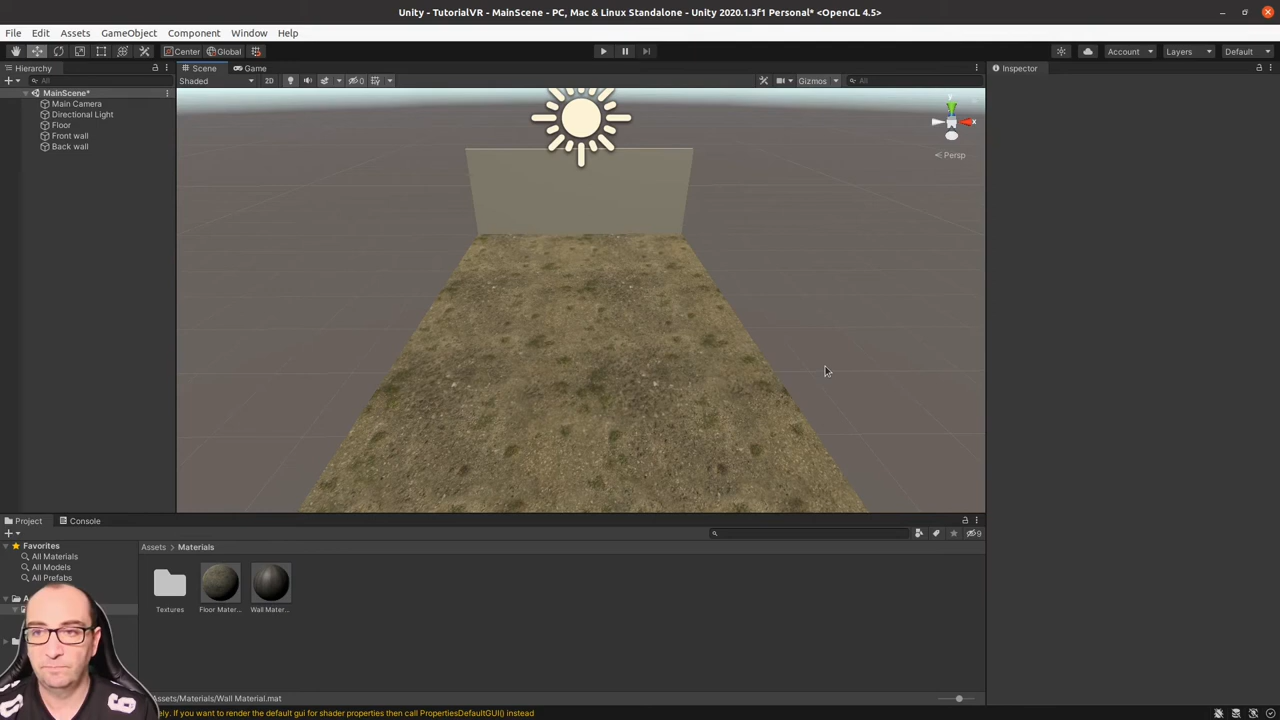 Unity - TutorialVR - MainScene - PC, Mac & Linux Standalone - Unity 2020.1.3f1 Personal* <OpenGL 4.5>
File Edit Assets GameObject Component Window Help
Center Global Account Layers Default
Hierarchy Scene Game Inspector
All Shaded 2D 0 Gizmos All
MainScene*
Main Camera
Directional Light
Floor
Front wall
Back wall
y
x
Persp
Project Console
9
Favorites Assets > Materials
All Materials
All Models
All Prefabs
Textures Floor Mater... Wall Mater...
Assets/Materials/Wall Material.mat
ely. If you want to render the default gui for shader properties then call PropertiesDefaultGUI() instead